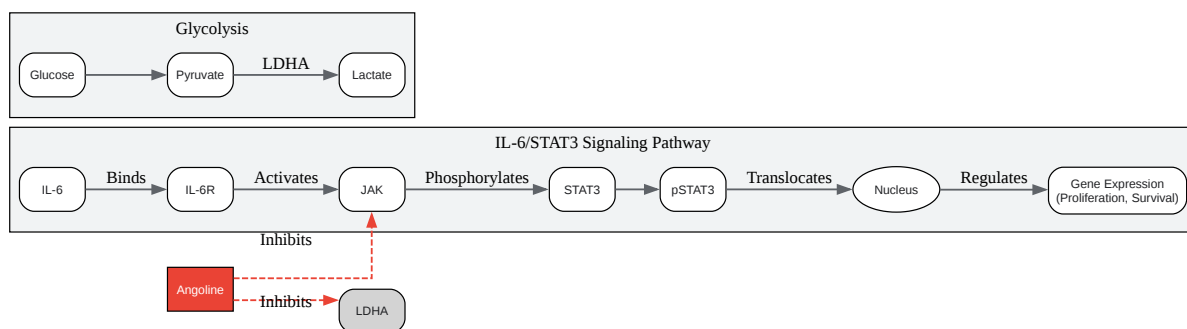 Glycolysis
Glucose
Pyruvate
LDHA
Lactate
IL-6/STAT3 Signaling Pathway
IL-6
Binds
IL-6R
Activates
JAK
Phosphorylates
STAT3
pSTAT3
Translocates
Nucleus
Regulates
Gene Expression
(Proliferation, Survival)
Inhibits
Angoline
Inhibits
LDHA